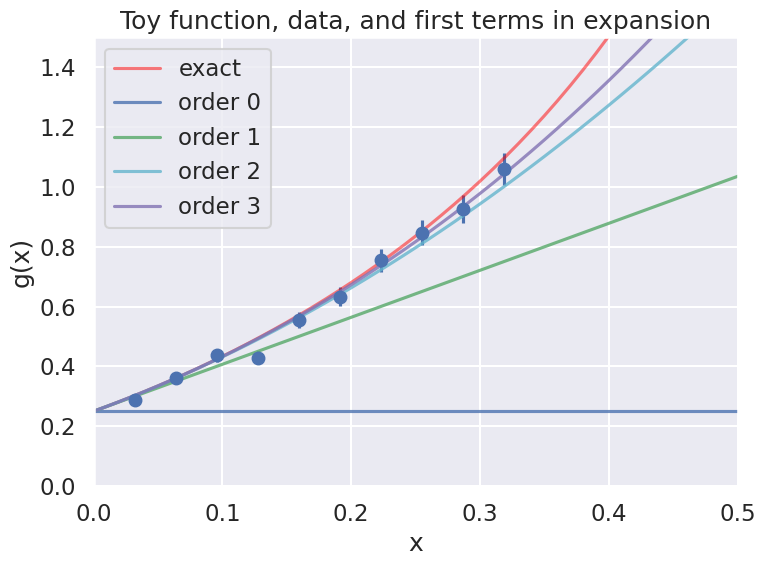 Toy function, data, and first terms in expansion
exact
order 0
order 1
order 2
order 3
g(x)
1.4
1.2
1.0
0.8
0.6
0.4
0.2
0.0
0.0 0.1 0.2 0.3 0.4 0.5
x